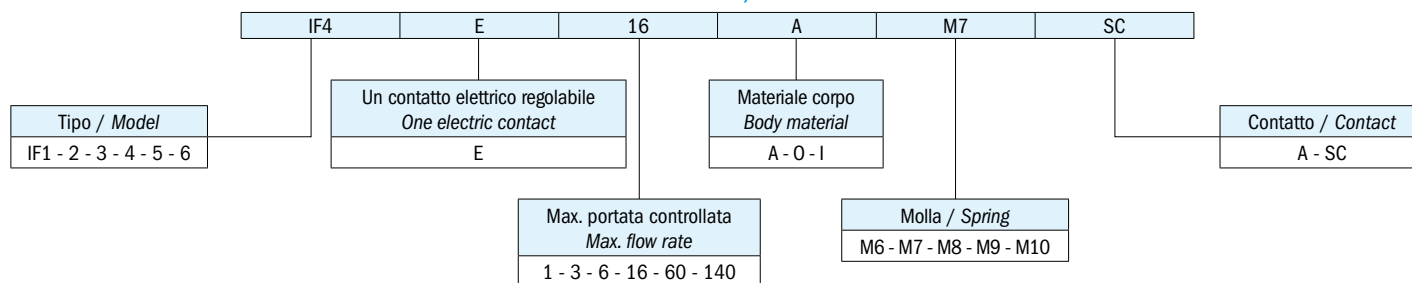 IF4 E 16 A M7 SC
Un contatto elettrico regolabile
One electric contact
E
Materiale corpo
Body material
A - O - I
Tipo / Model
IF1 - 2 - 3 - 4 - 5 - 6
Contatto / Contact
A - SC
Max. portata controllata
Max. flow rate
1 - 3 - 6 - 16 - 60 - 140
Molla / Spring
M6 - M7 - M8 - M9 - M10